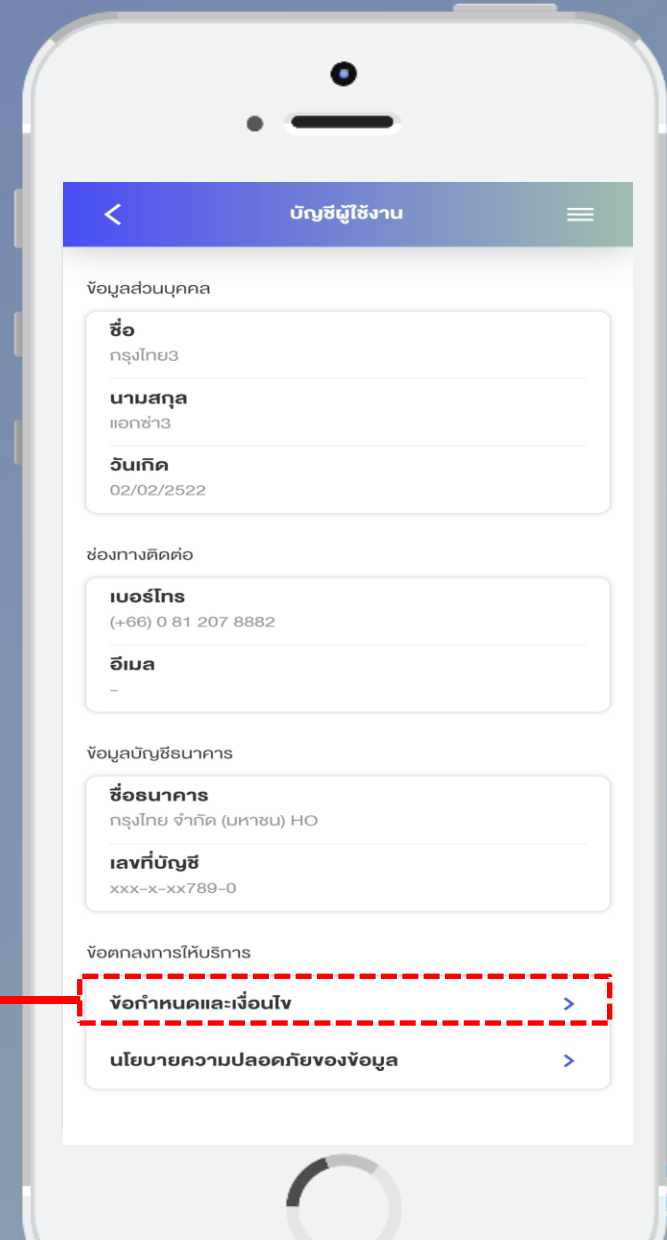 บัญชีผู้ใช้งาน
ข้อมูลส่วนบุคคล
ชื่อ
กรุงไทย3
นามสกุล
แอกซ่า3
วันเกิด
02/02/2522
ช่องทางติดต่อ
เบอร์โทร
(+66) 0 81 207 8882
อีเมล
-
ข้อมูลบัญชีธนาคาร
ชื่อธนาคาร
กรุงไทย จำกัด (มหาชน) HO
เลขที่บัญชี
xxx-x-xx789-0
ข้อตกลงการให้บริการ
ข้อกำหนดและเงื่อนไข
นโยบายความปลอดภัยของข้อมูล